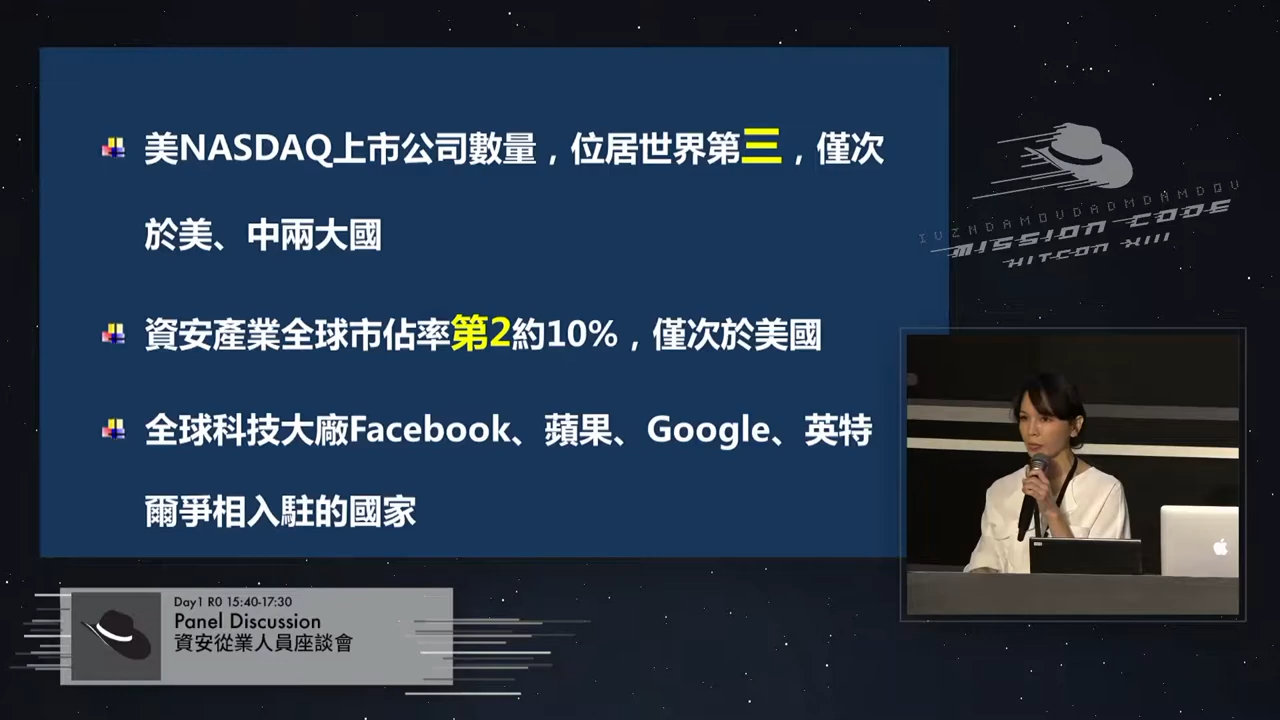 美NASDAQ上市公司數量，位居世界第三，僅次
於美、中兩大國
資安產業全球市佔率第2約10%，僅次於美國
全球科技大廠Facebook、蘋果、Google、英特
爾爭相入駐的國家
MISSION CODE
HITCON XIII
Day1 R0 15:40-17:30
Panel Discussion
資安從業人員座談會